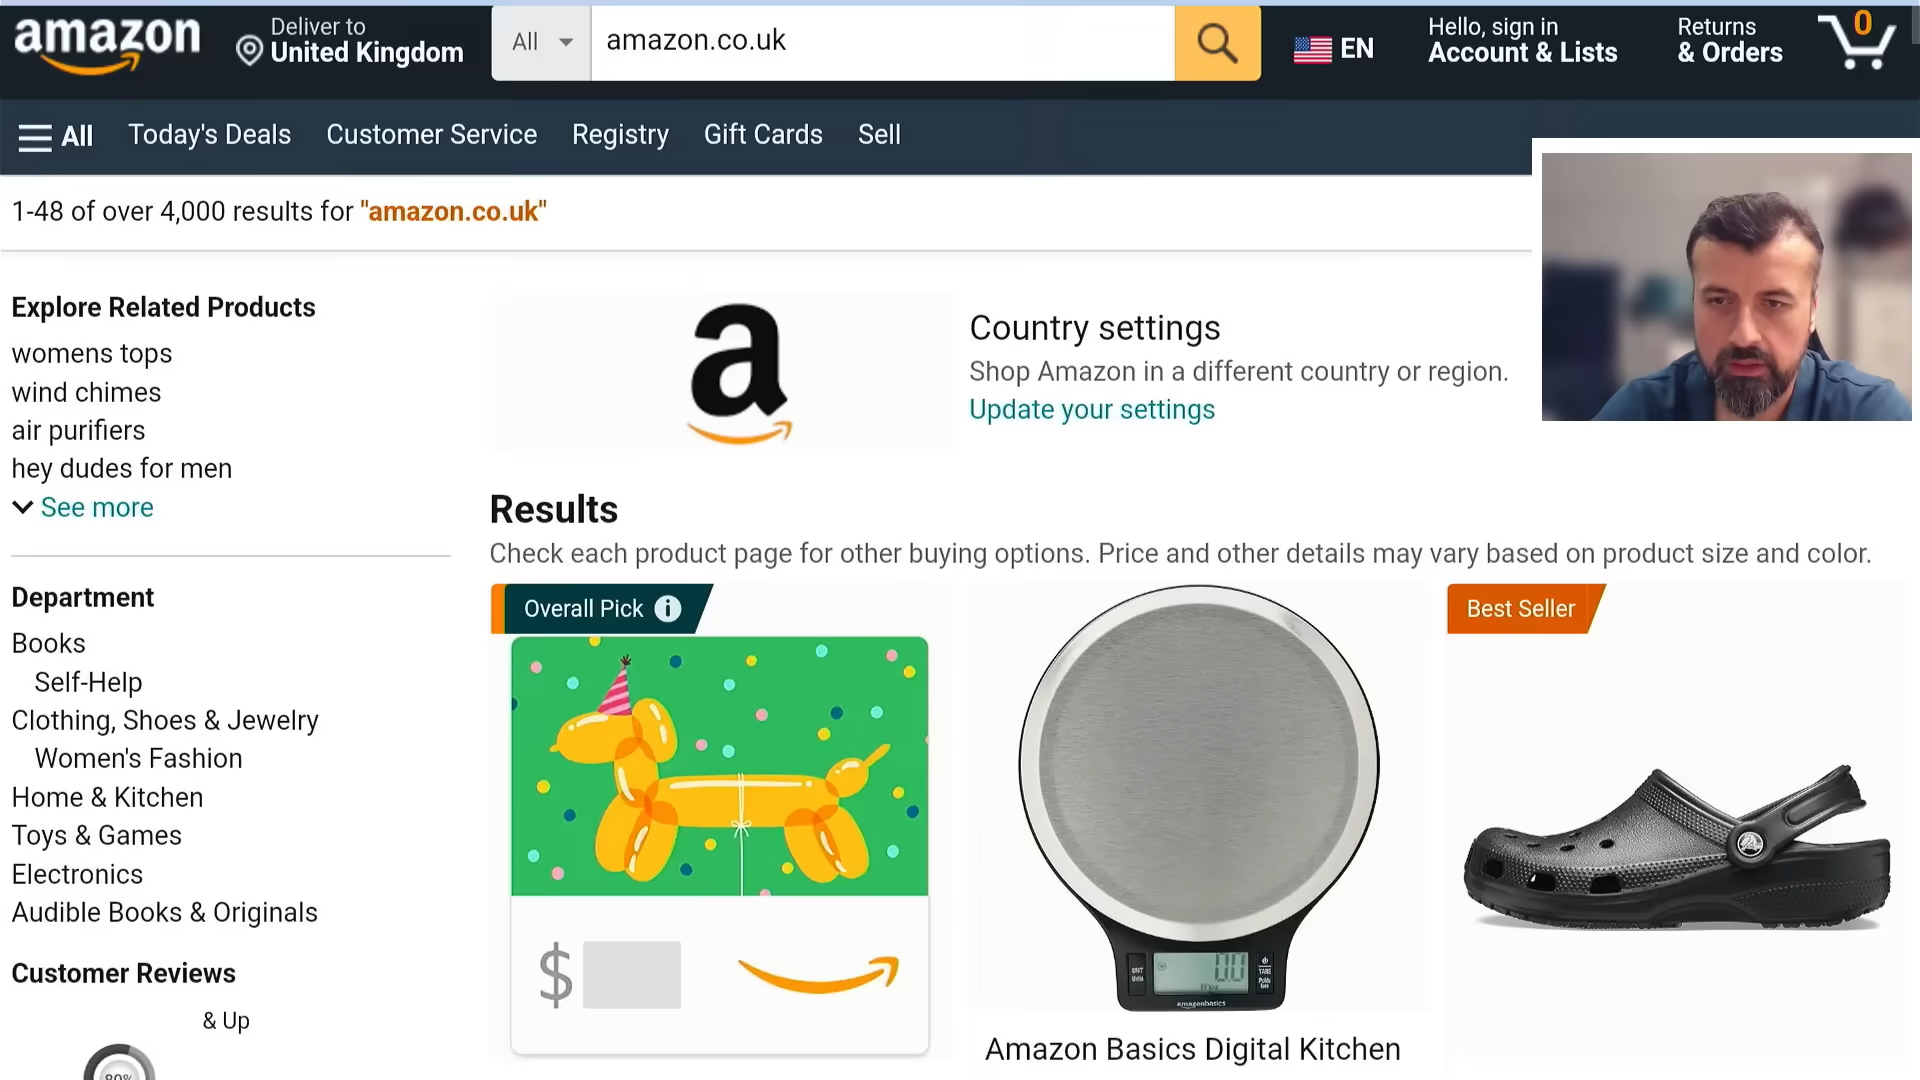 amazon
Deliver to
United Kingdom
All
amazon.co.uk
EN
Hello, sign in
Account & Lists
Returns
& Orders
0
All
Today's Deals
Customer Service
Registry
Gift Cards
Sell
1-48 of over 4,000 results for "amazon.co.uk"
Explore Related Products
womens tops
wind chimes
air purifiers
hey dudes for men
See more
Department
Books
Self-Help
Clothing, Shoes & Jewelry
Women's Fashion
Home & Kitchen
Toys & Games
Electronics
Audible Books & Originals
Customer Reviews
& Up
a
Country settings
Shop Amazon in a different country or region.
Update your settings
Results
Check each product page for other buying options. Price and other details may vary based on product size and color.
Overall Pick
$
UNIT
0.0
TARE
amazonbasics
Amazon Basics Digital Kitchen
Best Seller